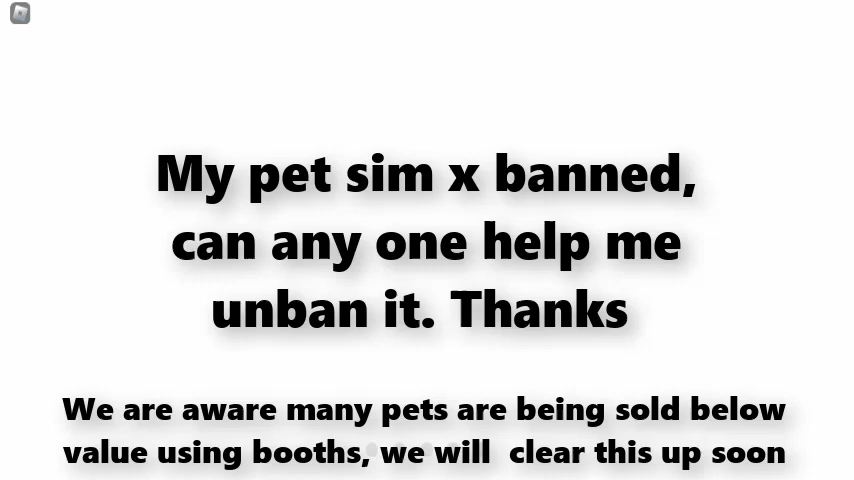 My pet sim x banned,
can any one help me
unban it. Thanks
We are aware many pets are being sold below
value using booths, we will  clear this up soon